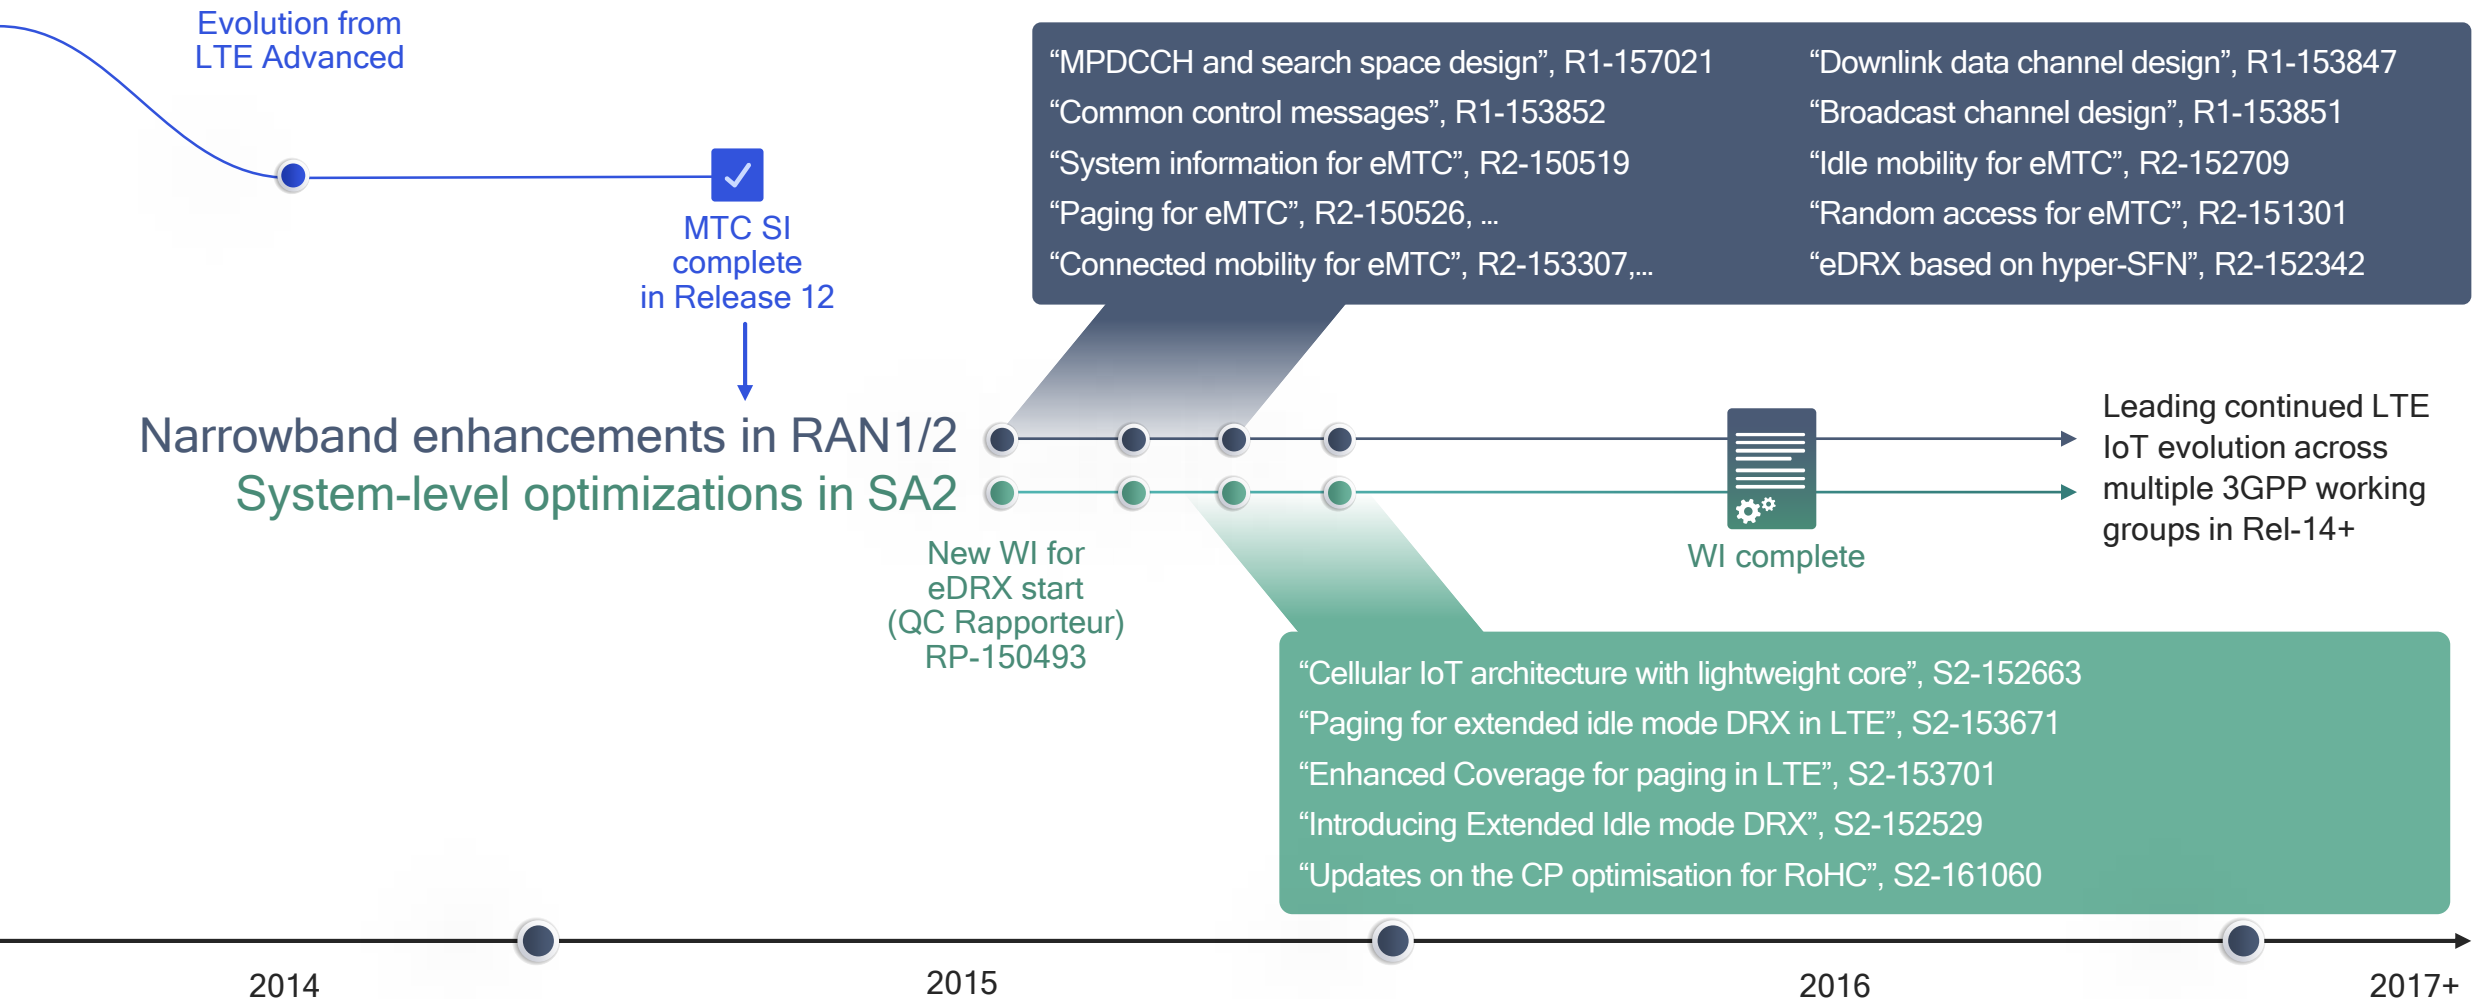 Evolution from
LTE Advanced
MTC SI
complete
in Release 12
“MPDCCH and search space design”, R1-157021
“Common control messages”, R1-153852
“System information for eMTC”, R2-150519
“Paging for eMTC”, R2-150526, ...
“Connected mobility for eMTC”, R2-153307,...
“Downlink data channel design”, R1-153847
“Broadcast channel design”, R1-153851
“Idle mobility for eMTC”, R2-152709
“Random access for eMTC”, R2-151301
“eDRX based on hyper-SFN”, R2-152342
Narrowband enhancements in RAN1/2
System-level optimizations in SA2
New WI for
eDRX start
(QC Rapporteur)
RP-150493
WI complete
Leading continued LTE
IoT evolution across
multiple 3GPP working
groups in Rel-14+
“Cellular IoT architecture with lightweight core”, S2-152663
“Paging for extended idle mode DRX in LTE”, S2-153671
“Enhanced Coverage for paging in LTE”, S2-153701
“Introducing Extended Idle mode DRX”, S2-152529
“Updates on the CP optimisation for RoHC”, S2-161060
2014
2015
2016
2017+